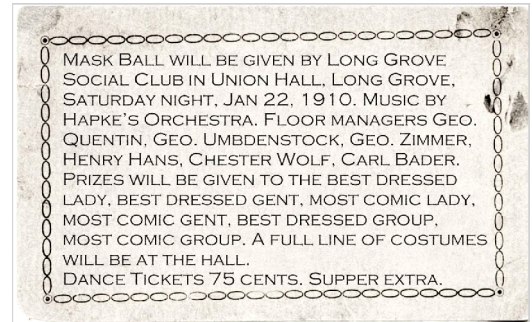 MASK BALL WILL BE GIVEN BY LONG GROVE
SOCIAL CLUB IN UNION HALL, LONG GROVE,
SATURDAY NIGHT, JAN 22, 1910. MUSIC BY
HAPKE'S ORCHESTRA. FLOOR MANAGERS GEO.
QUENTIN, GEO. UMBDENSTOCK, GEO. ZIMMER,
HENRY HANS, CHESTER WOLF, CARL BADER.
PRIZES WILL BE GIVEN TO THE BEST DRESSED
LADY, BEST DRESSED GENT, MOST COMIC LADY,
MOST COMIC GENT, BEST DRESSED GROUP,
MOST COMIC GROUP. A FULL LINE OF COSTUMES
WILL BE AT THE HALL.
DANCE TICKETS 75 CENTS. SUPPER EXTRA.